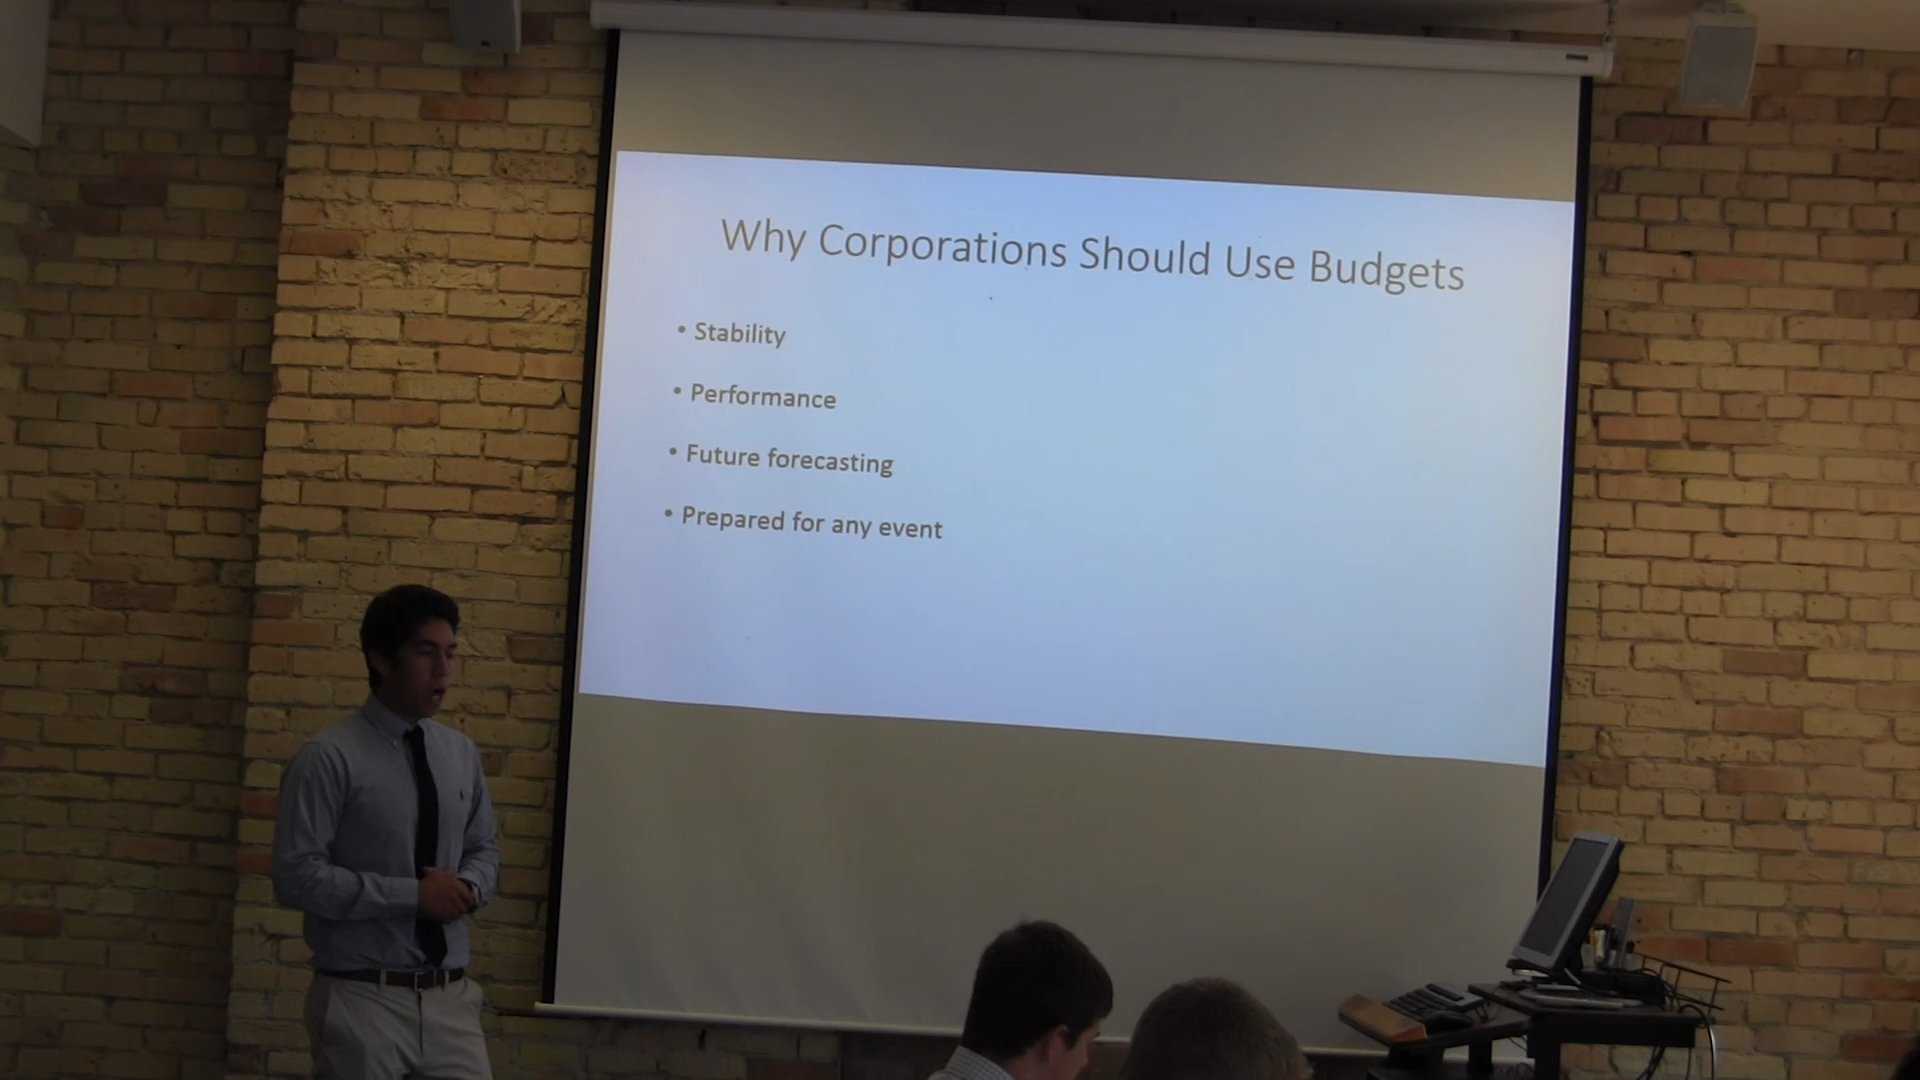 Why Corporations Should Use Budgets
• Stability
• Performance
• Future forecasting
• Prepared for any event